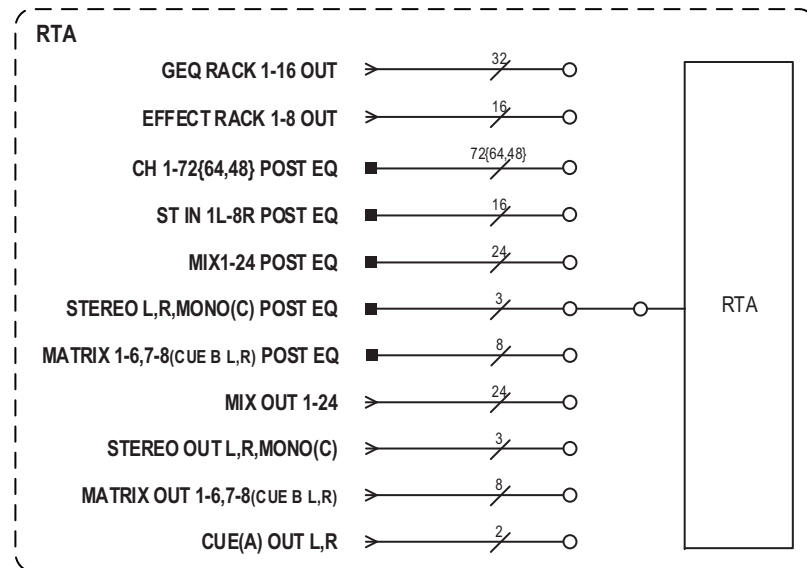 RTA
GEQ RACK 1-16 OUT 32
EFFECT RACK 1-8 OUT 16
CH 1-72{64,48} POST EQ 72{64,48}
ST IN 1L-8R POST EQ 16
MIX1-24 POST EQ 24
STEREO L,R,MONO(C) POST EQ 3 RTA
MATRIX 1-6,7-8(CUE B L,R) POST EQ 8
MIX OUT 1-24 24
STEREO OUT L,R,MONO(C) 3
MATRIX OUT 1-6,7-8(CUE B L,R) 8
CUE(A) OUT L,R 2